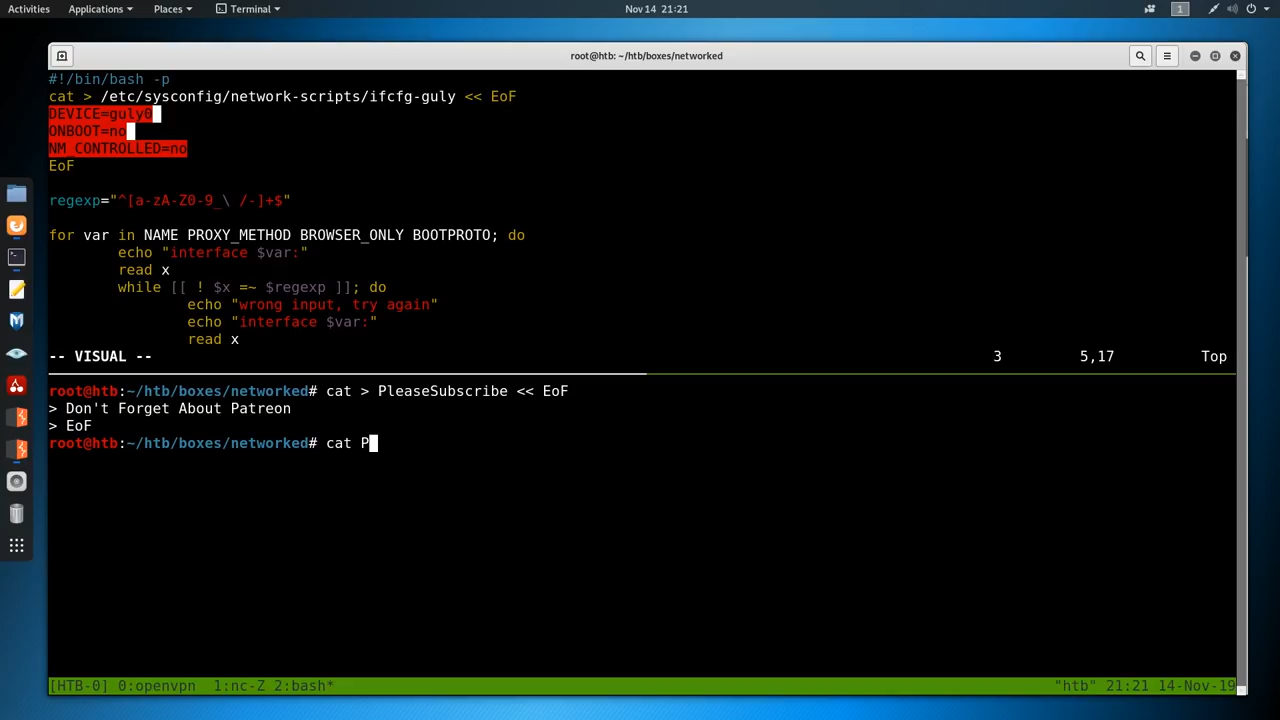 Activities Applications Places Terminal Nov 14 21:21 1
root@htb: ~/htb/boxes/networked
#!/bin/bash -p
cat > /etc/sysconfig/network-scripts/ifcfg-guly << EoF
DEVICE=guly0
ONBOOT=no
NM_CONTROLLED=no
EoF
regexp="^[a-zA-Z0-9_\ /-]+$"
for var in NAME PROXY_METHOD BROWSER_ONLY BOOTPROTO; do
echo "interface $var:"
read x
while [[ ! $x =~ $regexp ]]; do
echo "wrong input, try again"
echo "interface $var:"
read x
-- VISUAL -- 3 5,17 Top
root@htb:~/htb/boxes/networked# cat > PleaseSubscribe << EoF
> Don't Forget About Patreon
> EoF
root@htb:~/htb/boxes/networked# cat P
[HTB-0] 0:openvpn 1:nc-Z 2:bash* "htb" 21:21 14-Nov-19